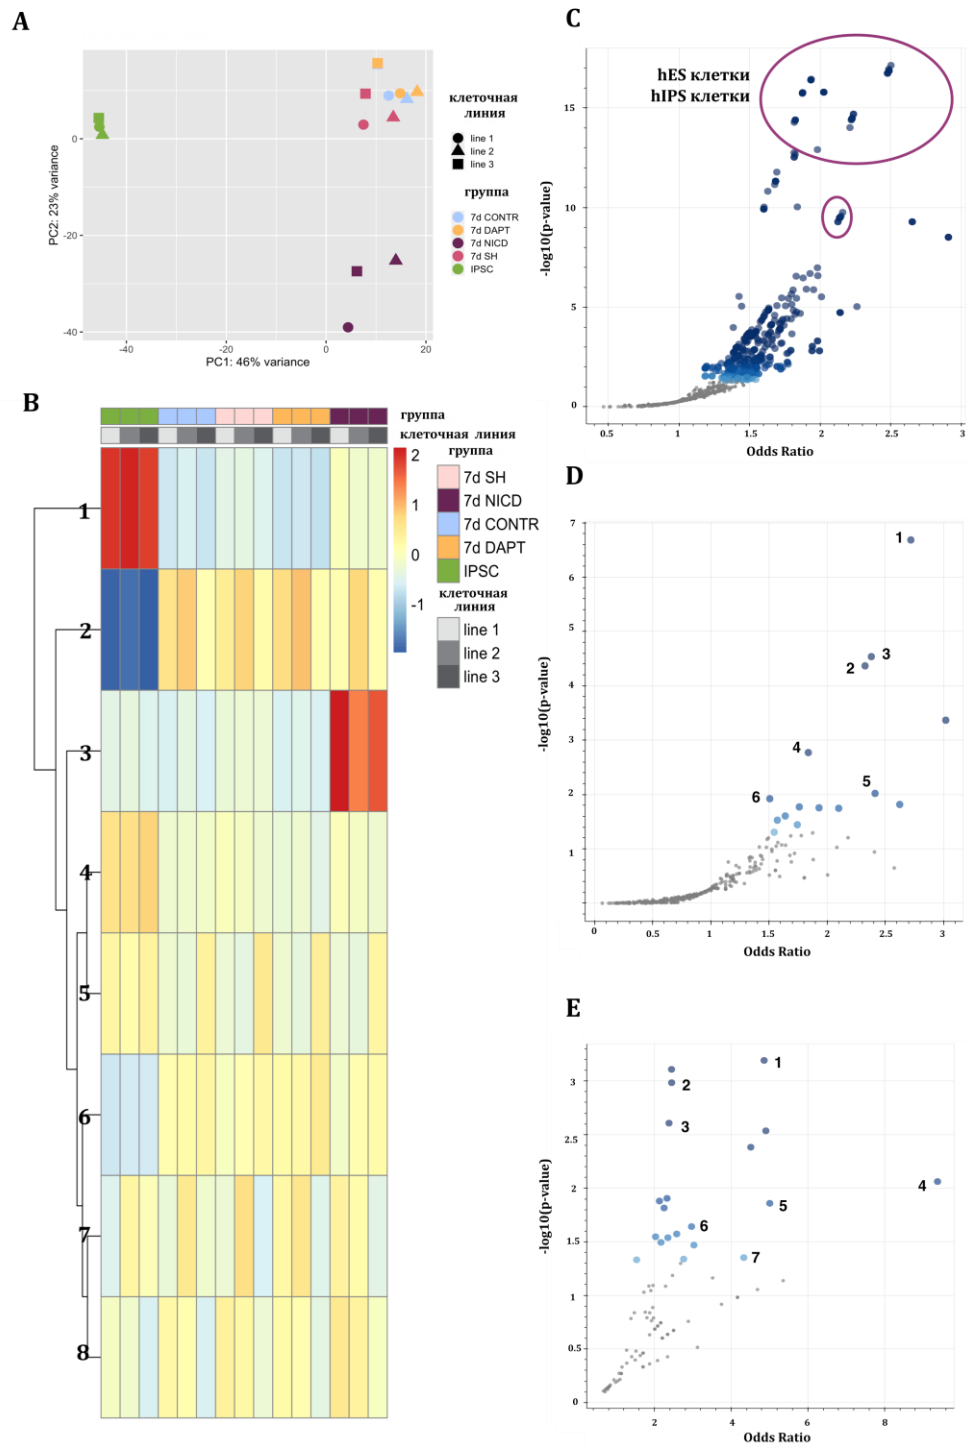 A
0
-20
-40
-40
-20
0
20
PC2: 23% variance
PC1: 46% variance
клеточная
линия
line 1
line 2
line 3
группа
7d CONTR
7d DAPT
7d NICD
7d SH
IPSC
B
группа
клеточная линия
группа
1
2
3
4
5
6
7
8
2
1
0
-1
7d SH
7d NICD
7d CONTR
7d DAPT
IPSC
клеточная
линия
line 1
line 2
line 3
C
hES клетки
hIPS клетки
15
10
5
0
-log10(p-value)
0.5
1
1.5
2
2.5
3
Odds Ratio
D
7
6
5
4
3
2
1
-log10(p-value)
1
3
2
4
5
6
0
0.5
1
1.5
2
2.5
3
Odds Ratio
E
3
2.5
2
1.5
1
0.5
0
-log10(p-value)
1
2
3
4
5
6
7
2
4
6
8
Odds Ratio